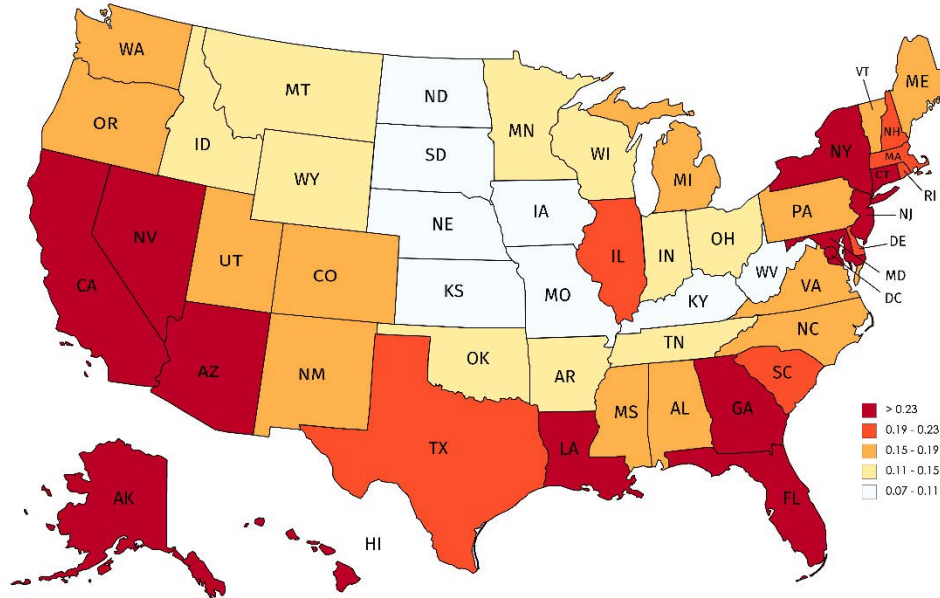 WA
MT
ND
MN
VT
ME
OR
ID
SD
WI
NY
NH
MA
CT
RI
WY
MI
NE
IA
PA
NJ
NV
UT
CO
IL
IN
OH
DE
CA
KS
MO
WV
VA
MD
DC
KY
AZ
NM
OK
AR
TN
NC
SC
TX
MS
AL
GA
LA
FL
AK
HI
> 0.23
0.19 - 0.23
0.15 - 0.19
0.11 - 0.15
0.07 - 0.11